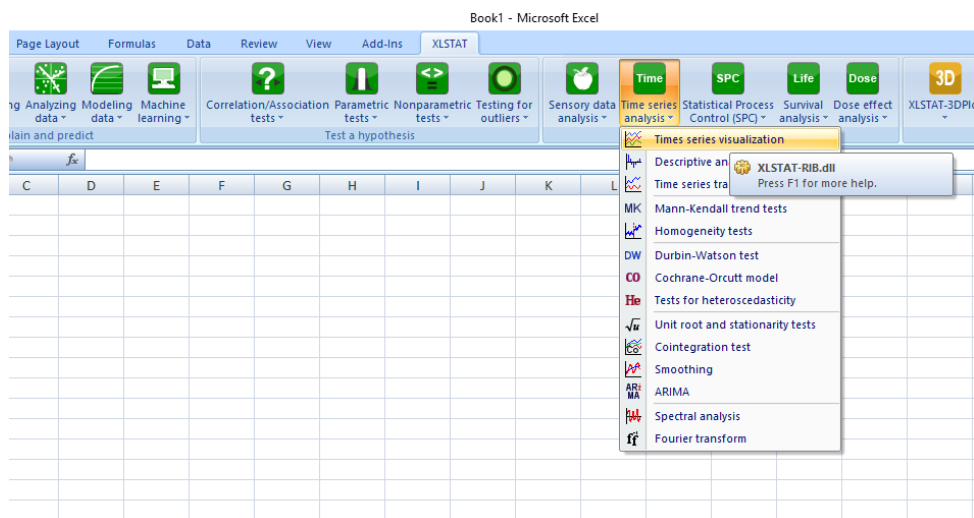 Book1 - Microsoft Excel
Page Layout Formulas Data Review View Add-Ins XLSTAT
Time SPC Life Dose 3D
Analyzing Modeling Machine Correlation/Association Parametric Nonparametric Testing for Sensory data Time series Statistical Process Survival Dose effect
data data learning tests tests tests outliers analysis analysis Control (SPC) analysis analysis
and predict Test a hypothesis
fx
C D E F G H I J K L
Times series visualization
Descriptive
XLSTAT-RIB.dll
Time series
Press F1 for more help.
MK Mann-Kendall trend tests
Homogeneity tests
DW Durbin-Watson test
CO Cochrane-Orcutt model
He Tests for heteroscedasticity
√u Unit root and stationarity tests
Co Cointegration test
Smoothing
ARI
MA ARIMA
Spectral analysis
Fourier transform